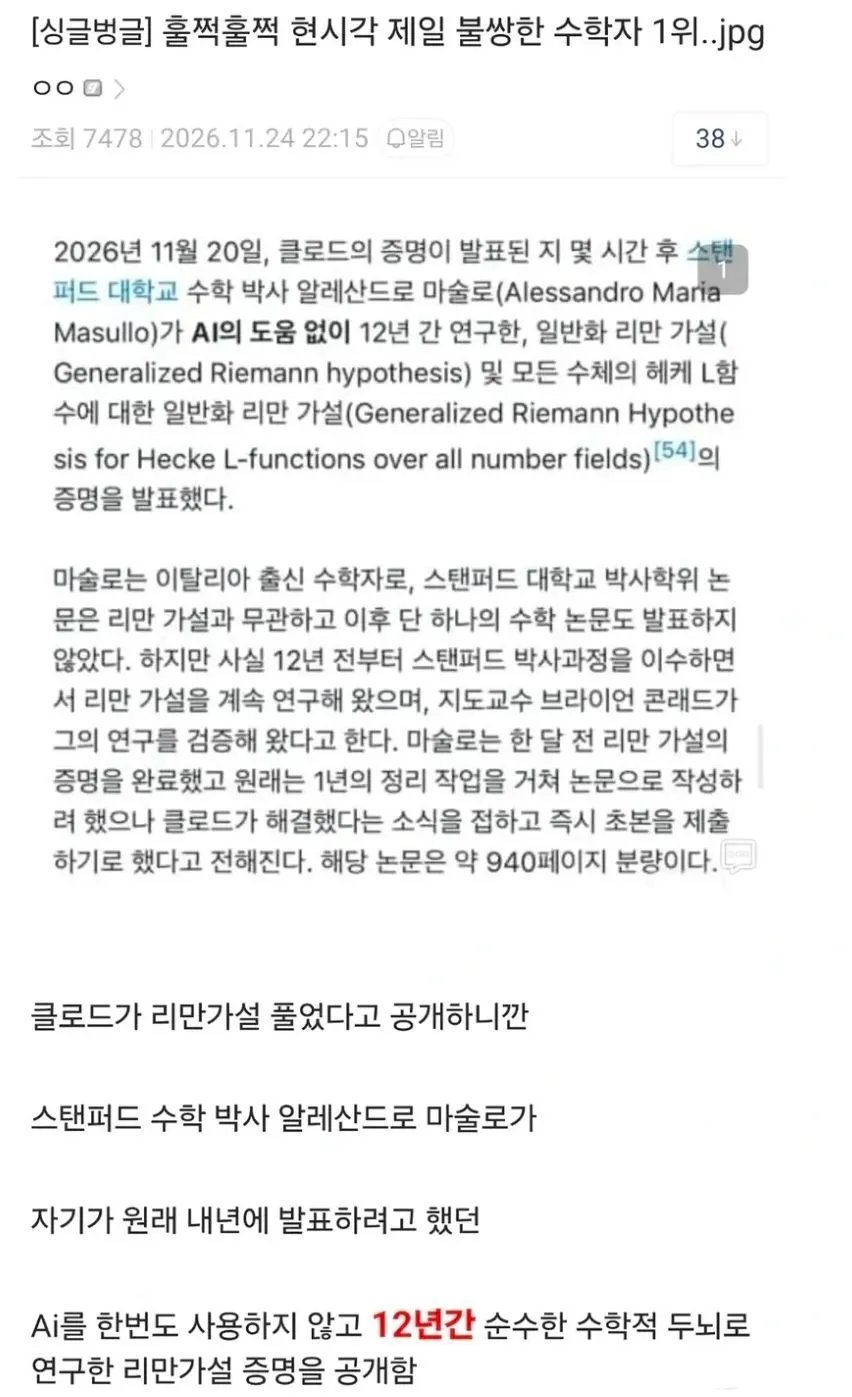 [싱글벙글] 훌쩍훌쩍 현시각 제일 불쌍한 수학자 1위..jpg
ㅇㅇ
조회 7478 2026.11.24 22:15 알림 38↓
2026년 11월 20일, 클로드의 증명이 발표된 지 몇 시간 후 스탠
1
퍼드 대학교 수학 박사 알레산드로 마술로(Alessandro Maria
Masullo)가 AI의 도움 없이 12년 간 연구한, 일반화 리만 가설(
Generalized Riemann hypothesis) 및 모든 수체의 헤케 L함
수에 대한 일반화 리만 가설(Generalized Riemann Hypothe
sis for Hecke L-functions over all number fields)[54]의
증명을 발표했다.
마술로는 이탈리아 출신 수학자로, 스탠퍼드 대학교 박사학위 논
문은 리만 가설과 무관하고 이후 단 하나의 수학 논문도 발표하지
않았다. 하지만 사실 12년 전부터 스탠퍼드 박사과정을 이수하면
서 리만 가설을 계속 연구해 왔으며, 지도교수 브라이언 콘래드가
그의 연구를 검증해 왔다고 한다. 마술로는 한 달 전 리만 가설의
증명을 완료했고 원래는 1년의 정리 작업을 거쳐 논문으로 작성하
려 했으나 클로드가 해결했다는 소식을 접하고 즉시 초본을 제출
하기로 했다고 전해진다. 해당 논문은 약 940페이지 분량이다.
클로드가 리만가설 풀었다고 공개하니깐
스탠퍼드 수학 박사 알레산드로 마술로가
자기가 원래 내년에 발표하려고 했던
Ai를 한번도 사용하지 않고 12년간 순수한 수학적 두뇌로
연구한 리만가설 증명을 공개함